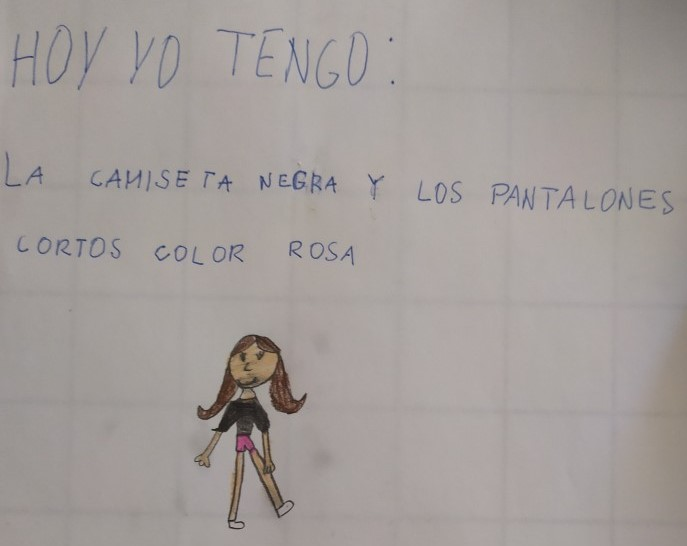 HOY YO TENGO:
LA CAMISETA NEGRA Y LOS PANTALONES
CORTOS COLOR ROSA